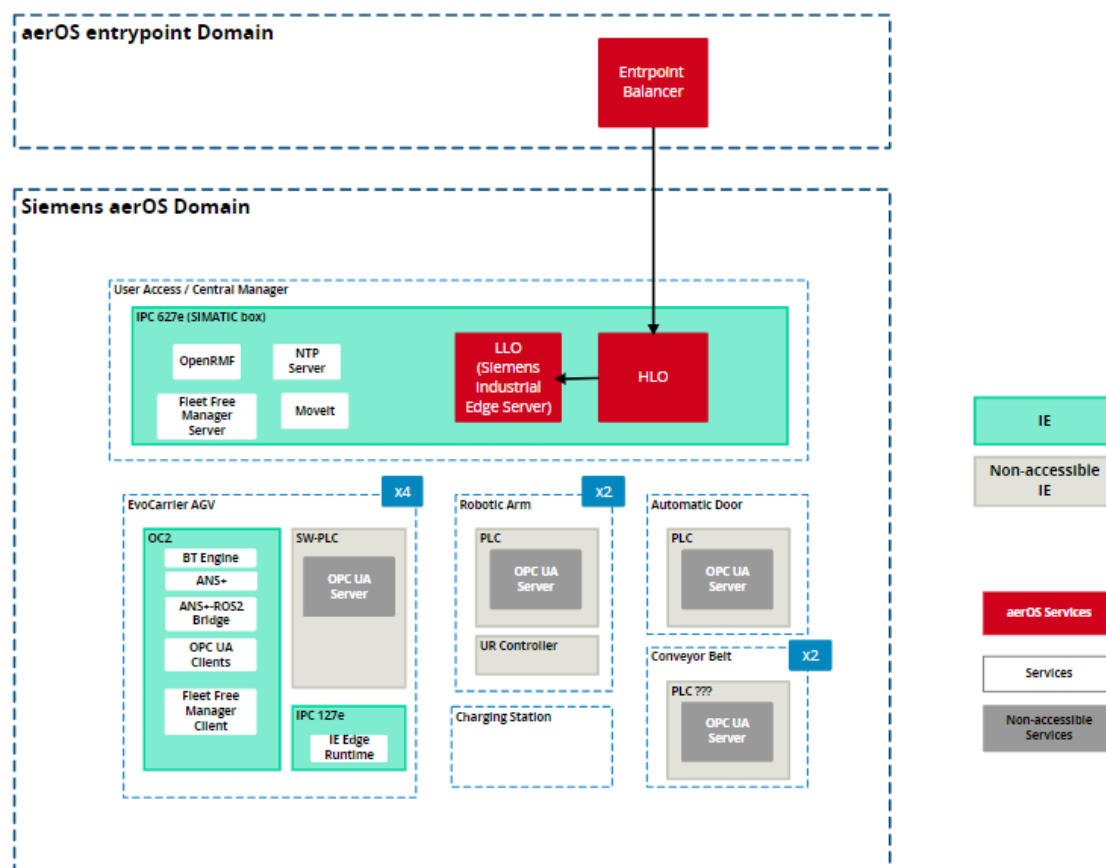 aerOS entrypoint Domain
Entrpoint
Balancer
Siemens aerOS Domain
User Access / Central Manager
IPC 627e (SIMATIC box)
OpenRMF
NTP
Server
Fleet Free
Manager
Server
MoveIt
LLO
(Siemens
Industrial
Edge Server)
HLO
IE
Non-accessible
IE
EvoCarrier AGV
x4
OC2
BT Engine
ANS+
ANS+-ROS2
Bridge
OPC UA
Clients
Fleet Free
Manager
Client
SW-PLC
OPC UA
Server
IPC 127e
IE Edge
Runtime
Robotic Arm
x2
PLC
OPC UA
Server
UR Controller
Charging Station
Automatic Door
PLC
OPC UA
Server
Conveyor Belt
x2
PLC ???
OPC UA
Server
aerOS Services
Services
Non-accessible
Services